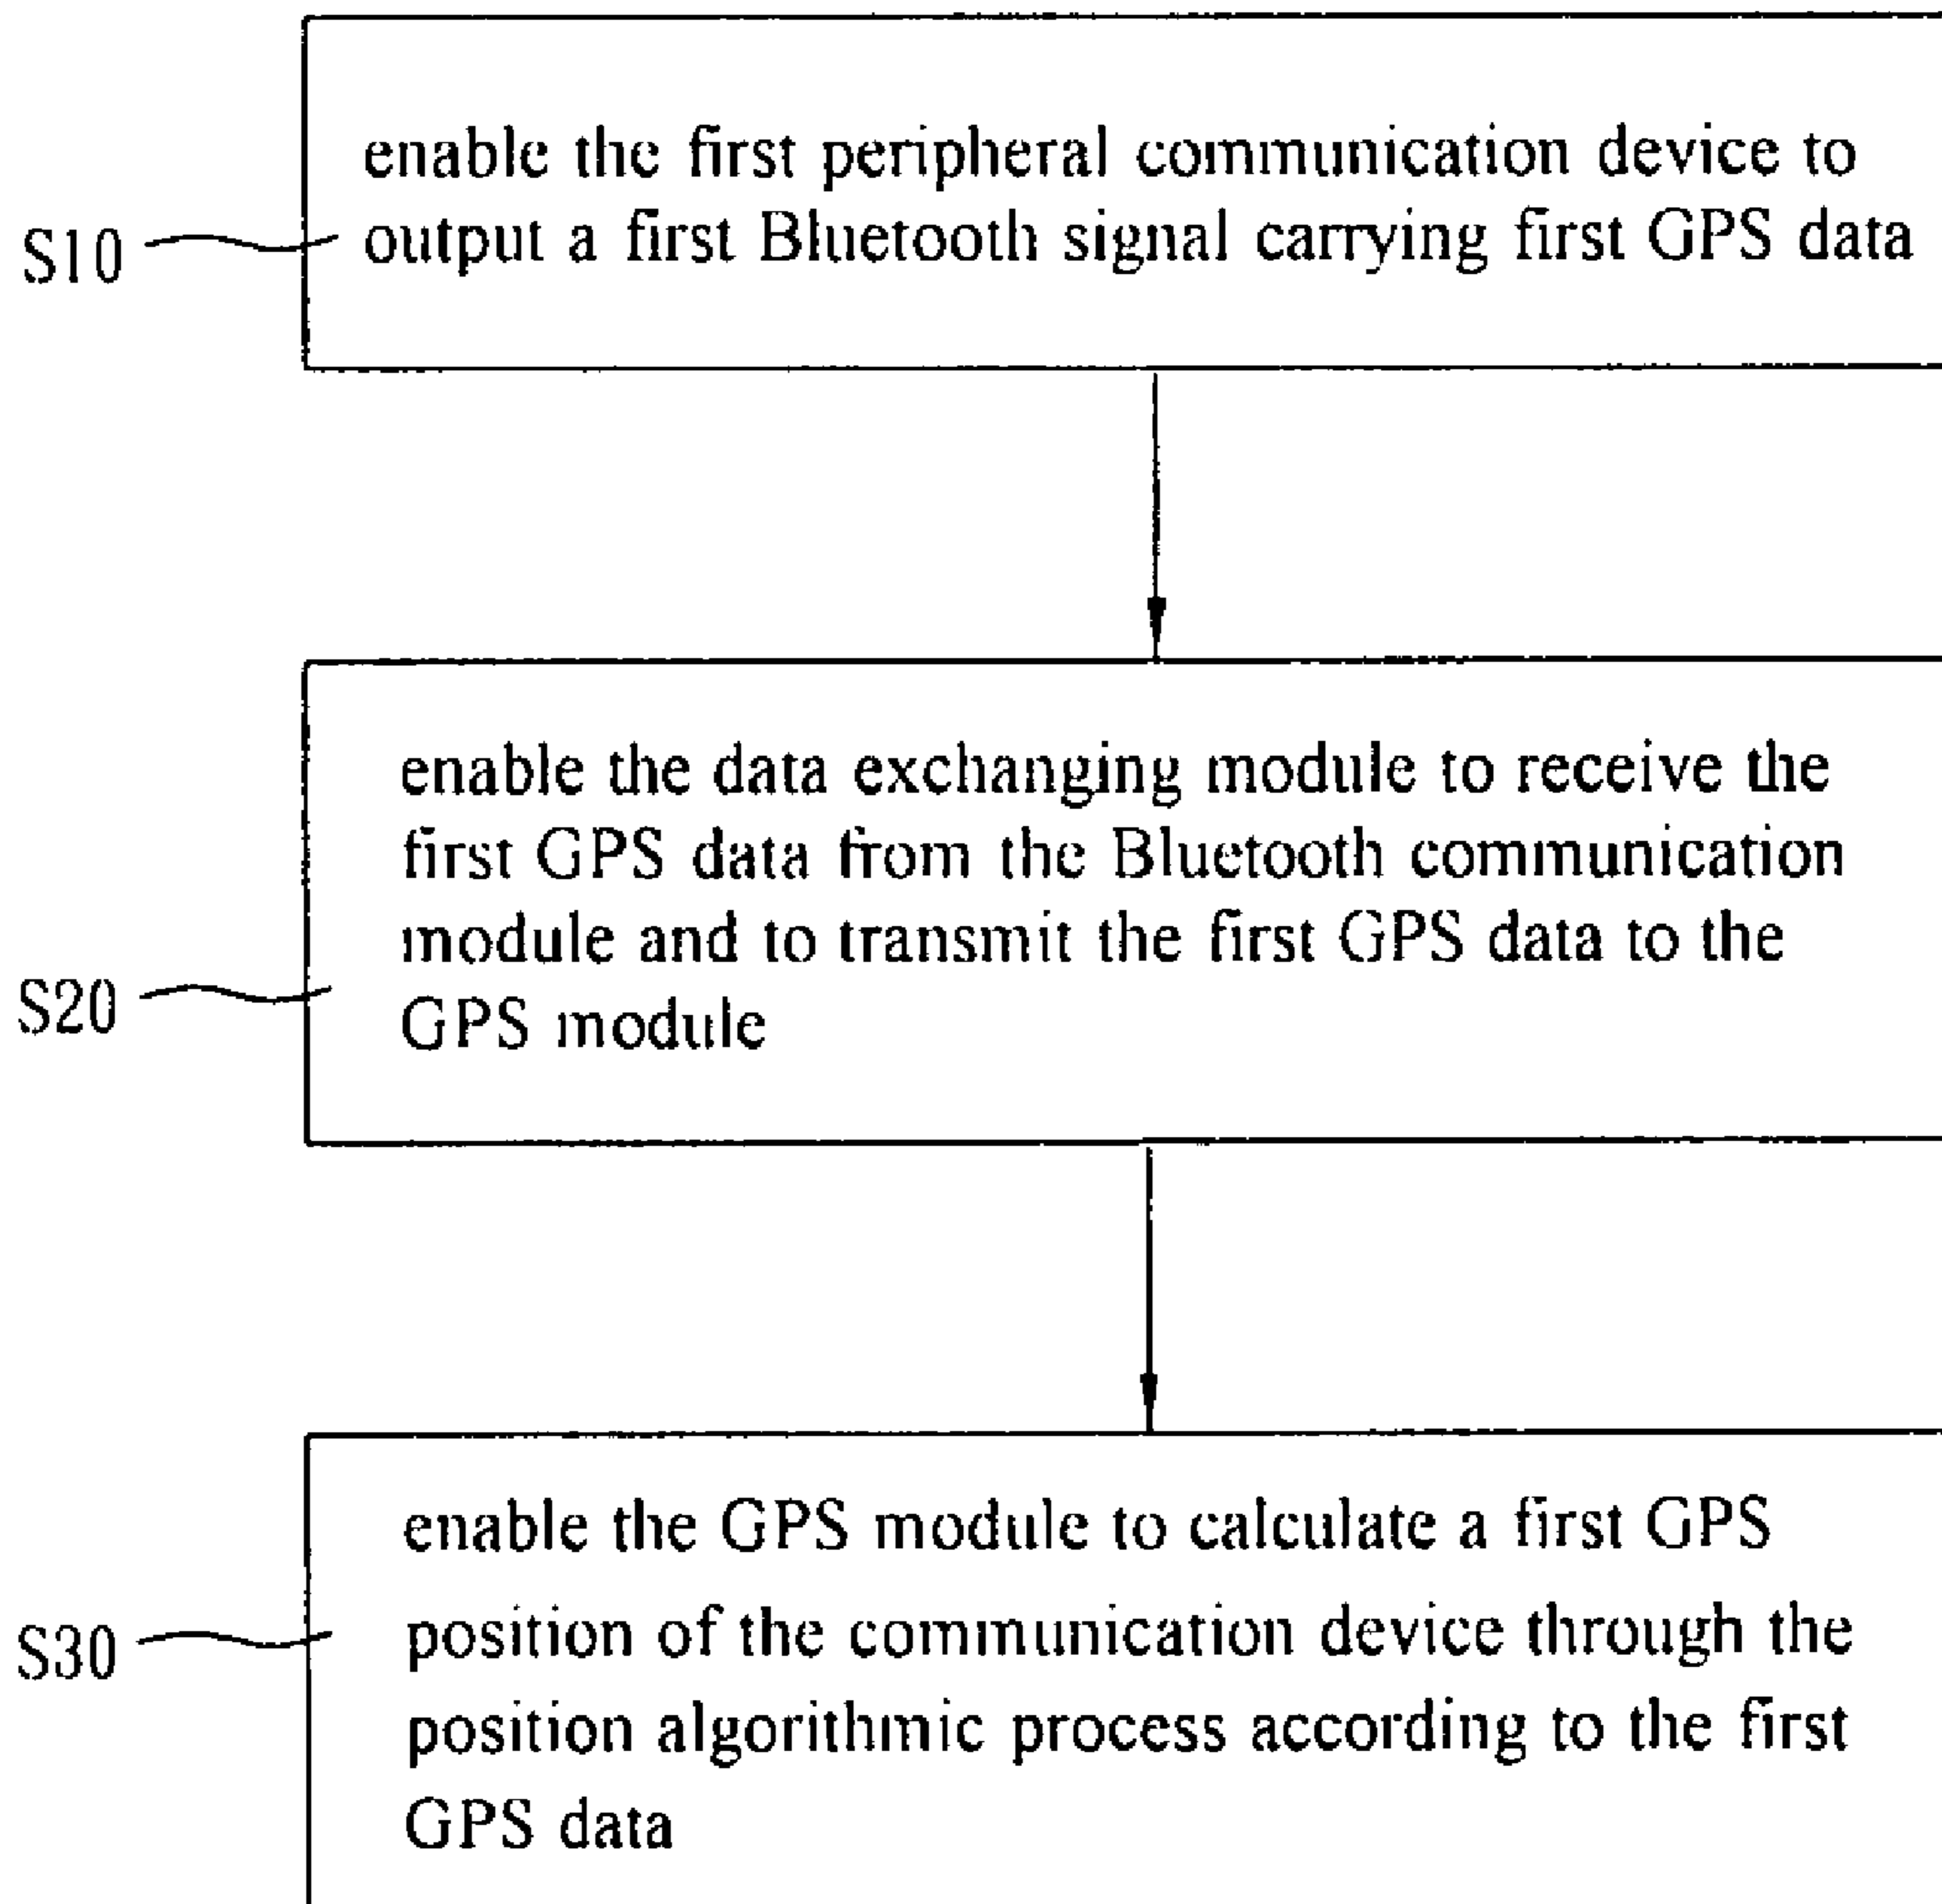 enable the first peripheral communication device to
S10 output a first Bluetooth signal carrying first GPS data
enable the data exchanging module to receive the
first GPS data from the Bluetooth communication
module and to transmit the first GPS data to the
S20
GPS module
enable the GPS module to calculate a first GPS
S30 position of the communication device through the
position algorithmic process according to the first
GPS data